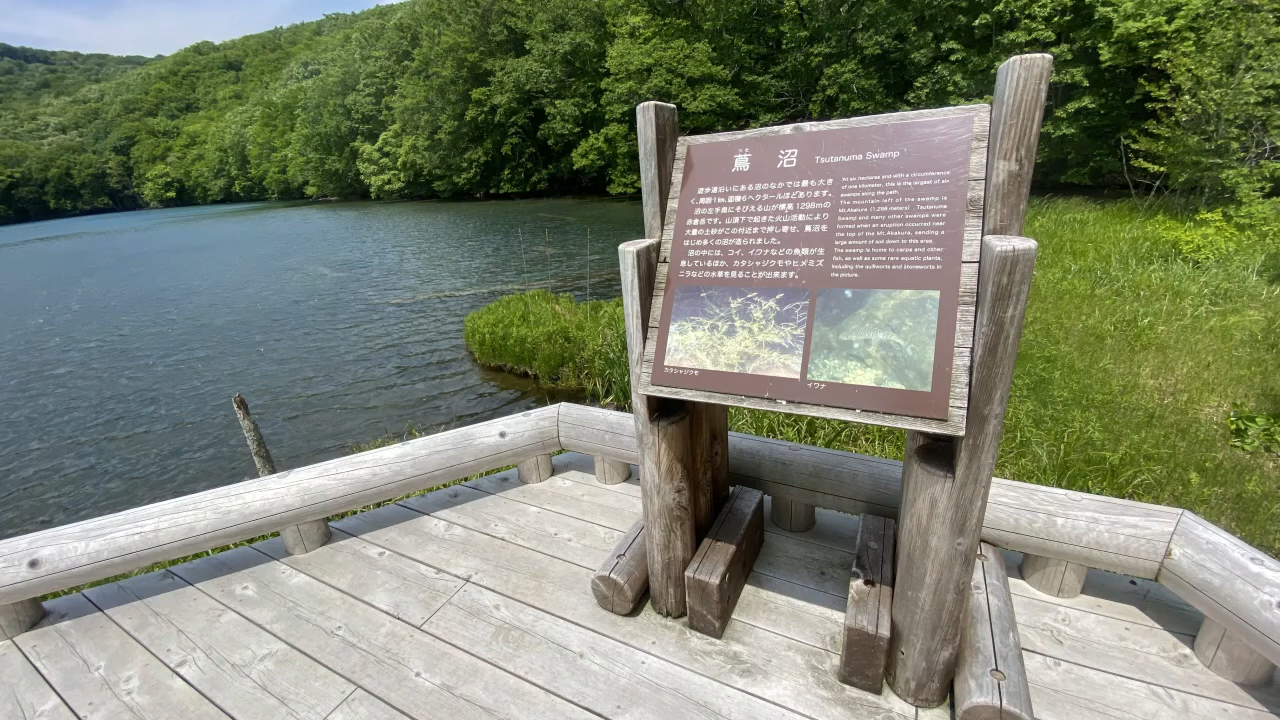 つた
蔦 沼 Tsutanuma Swamp
遊歩道沿いにある沼のなかでは最も大き
く、周囲1㎞、面積6ヘクタールほどあります。
沼の左手奥にそびえる山が標高1298mの
赤倉岳です。山頂下で起きた火山活動により
大量の土砂がこの付近まで押し寄せ、蔦沼を
はじめ多くの沼が造られました。
沼の中には、コイ、イワナなどの魚類が生
息しているほか、カタシャジクモやヒメミズ
ニラなどの水草を見ることが出来ます。
"At six hectares and with a circumference
of one kilometer, this is the largest of six
swamps along the path.
The mountain left of the swamp is
Mt.Akakura (1,298 meters) . Tsutanuma
Swamp and many other swamps were
formed when an eruption occurred near
the top of the Mt.Akakura, sending a
large amount of soil down to this area.
The swamp is home to carps and other
fish, as well as some rare aquatic plants,
including the quillworts and stoneworts in
the picture.
カタシャジクモ
イワナ